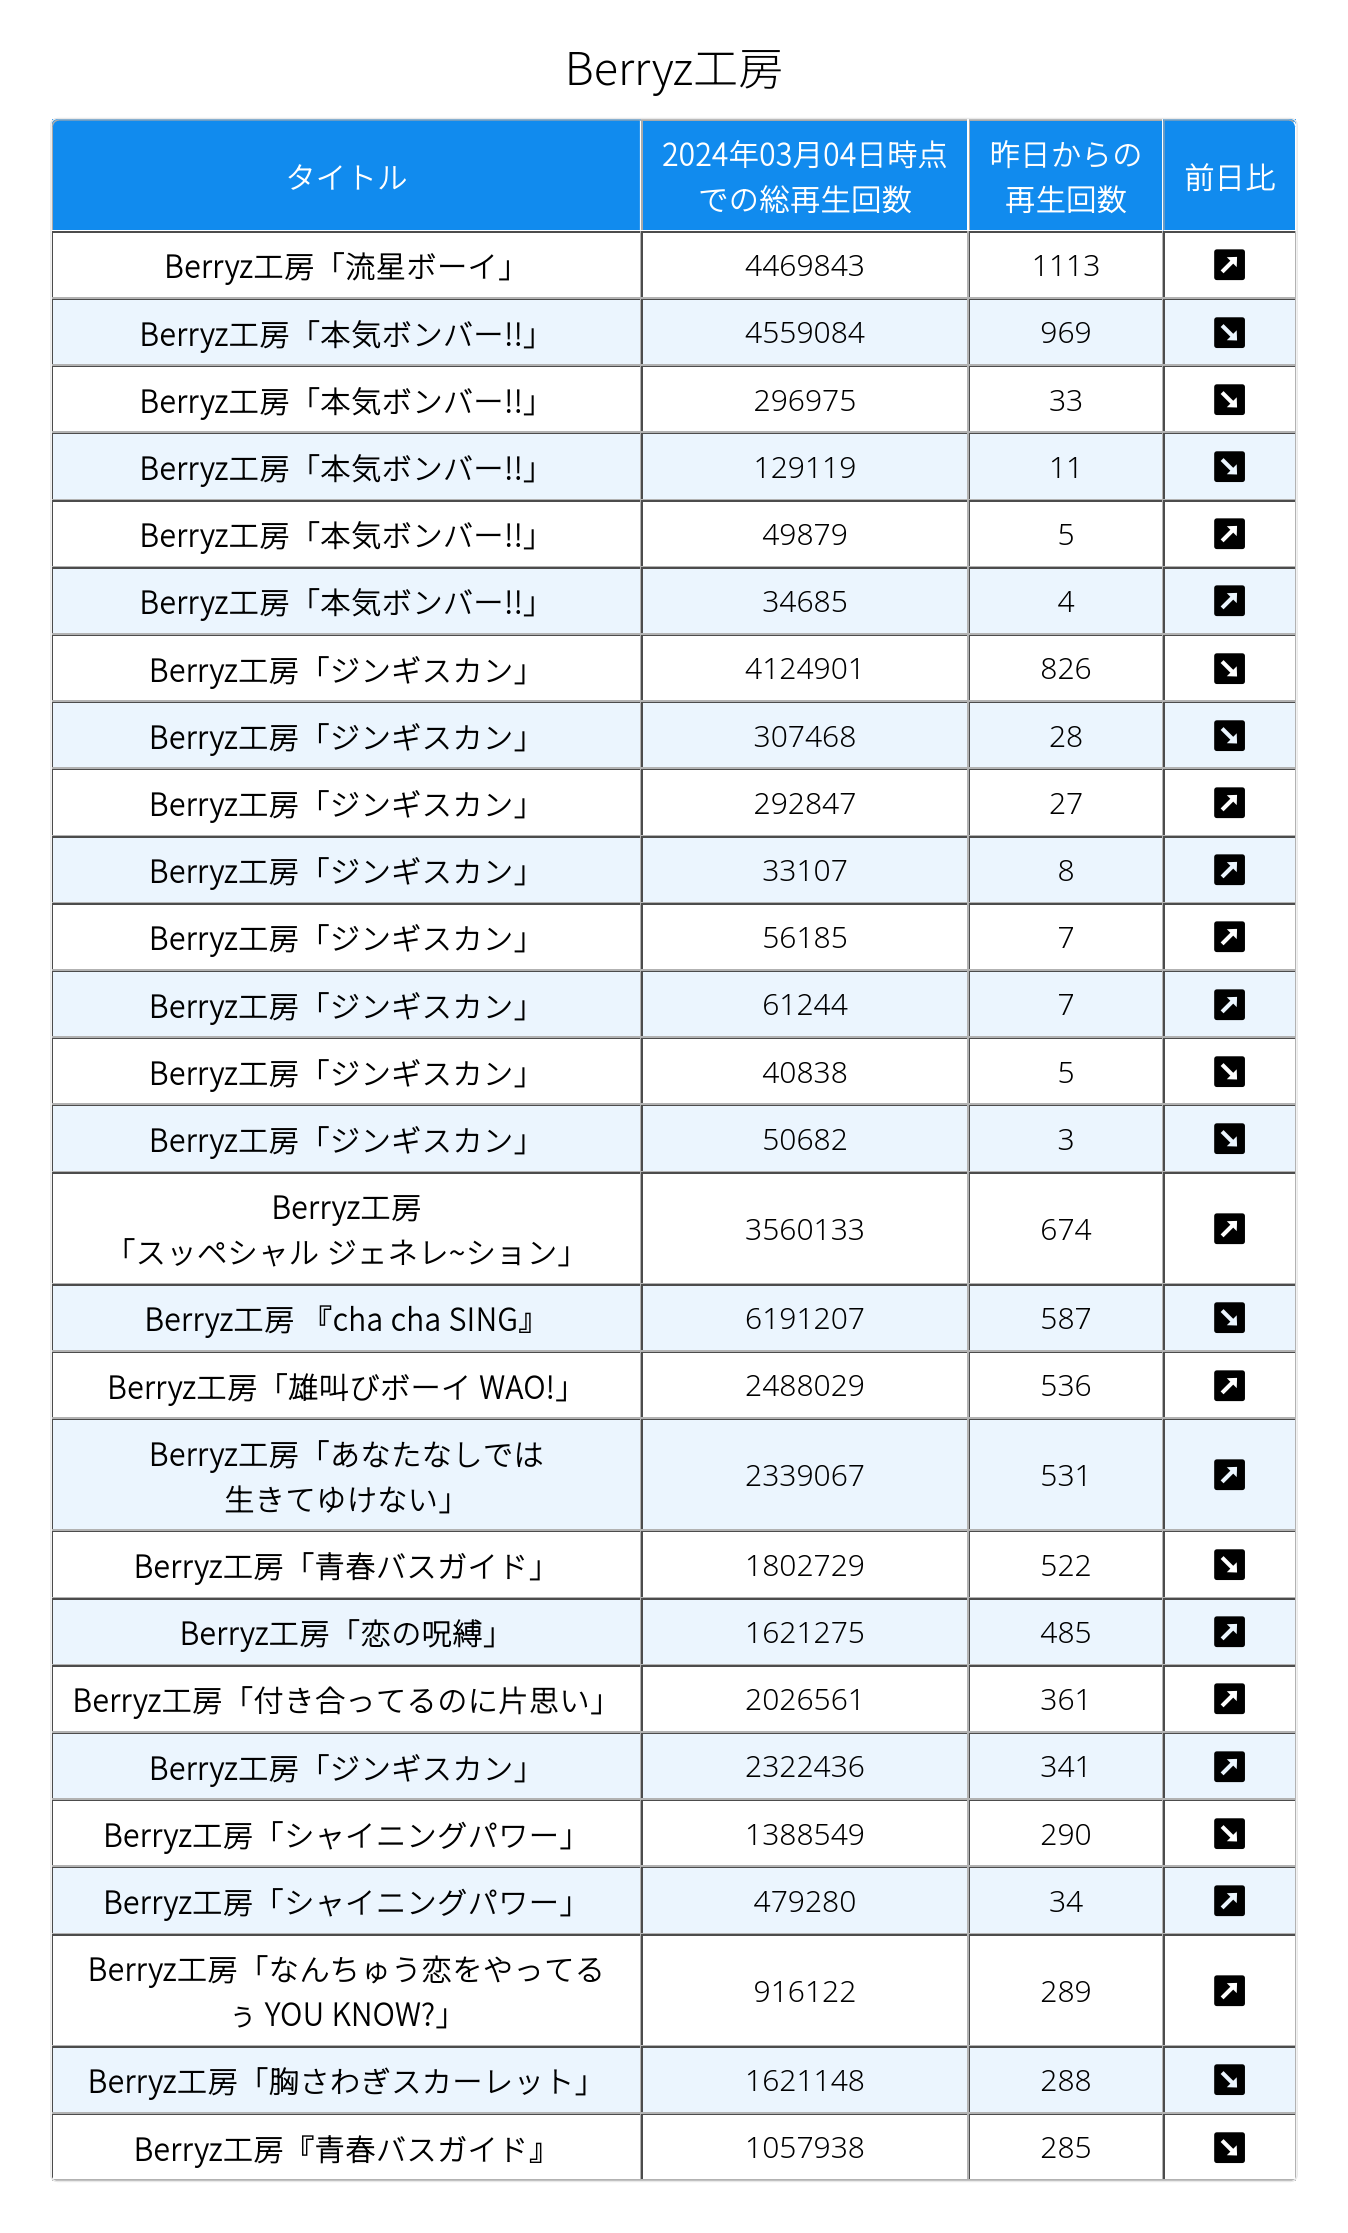 Berryz工房
タイトル
2024年03月04日時点
での総再生回数
昨日からの
再生回数
前日比
Berryz工房「流星ボーイ」 4469843 1113 ↗
Berryz工房「本気ボンバー!!」 4559084 969 ↘
Berryz工房「本気ボンバー!!」 296975 33 ↘
Berryz工房「本気ボンバー!!」 129119 11 ↘
Berryz工房「本気ボンバー!!」 49879 5 ↗
Berryz工房「本気ボンバー!!」 34685 4 ↗
Berryz工房「ジンギスカン」 4124901 826 ↘
Berryz工房「ジンギスカン」 307468 28 ↘
Berryz工房「ジンギスカン」 292847 27 ↗
Berryz工房「ジンギスカン」 33107 8 ↗
Berryz工房「ジンギスカン」 56185 7 ↗
Berryz工房「ジンギスカン」 61244 7 ↗
Berryz工房「ジンギスカン」 40838 5 ↘
Berryz工房「ジンギスカン」 50682 3 ↘
Berryz工房
「スッペシャル ジェネレ~ション」 3560133 674 ↗
Berryz工房 『cha cha SING』 6191207 587 ↘
Berryz工房「雄叫びボーイ WAO!」 2488029 536 ↗
Berryz工房「あなたなしでは
生きてゆけない」 2339067 531 ↗
Berryz工房「青春バスガイド」 1802729 522 ↘
Berryz工房「恋の呪縛」 1621275 485 ↗
Berryz工房「付き合ってるのに片思い」 2026561 361 ↗
Berryz工房「ジンギスカン」 2322436 341 ↗
Berryz工房「シャイニングパワー」 1388549 290 ↘
Berryz工房「シャイニングパワー」 479280 34 ↗
Berryz工房「なんちゅう恋をやってる
ぅ YOU KNOW?」 916122 289 ↗
Berryz工房「胸さわぎスカーレット」 1621148 288 ↘
Berryz工房『青春バスガイド』 1057938 285 ↘